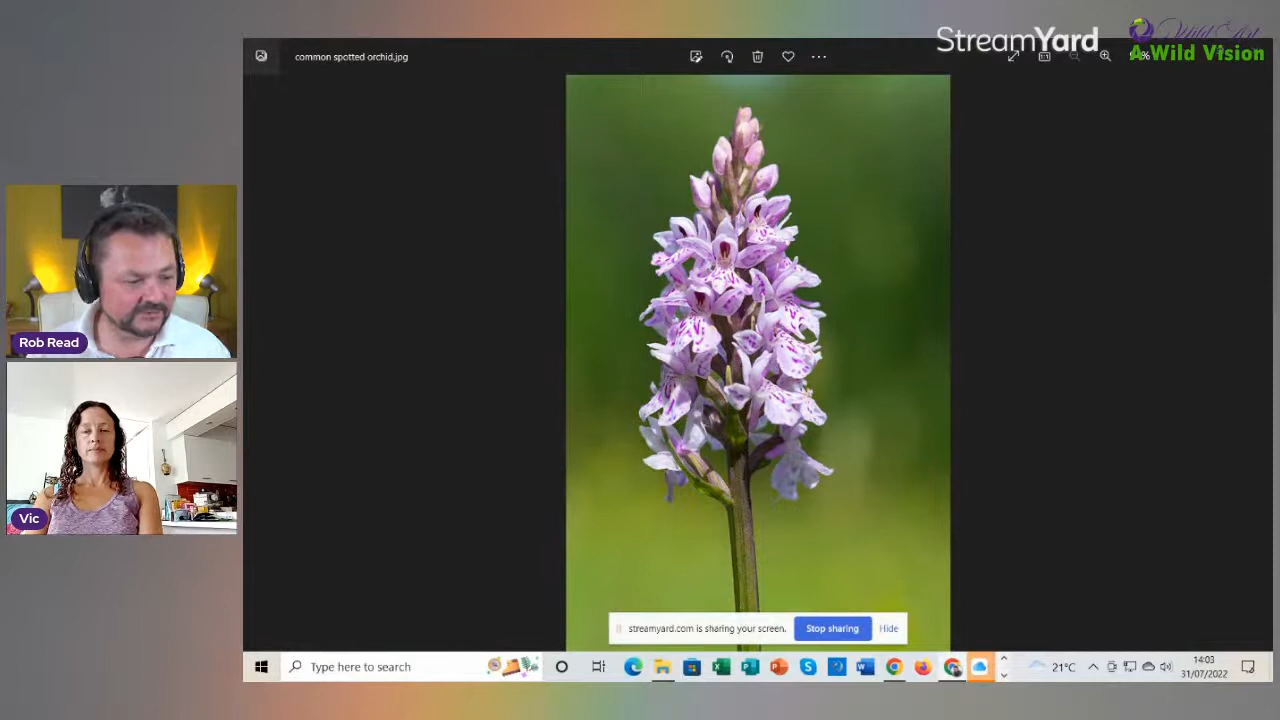 StreamYard
A Wild Vision
common spotted orchid.jpg
Rob Read
Vic
streamyard.com is sharing your screen.
Stop sharing
Hide
Type here to search
21°C
14:03
31/07/2022